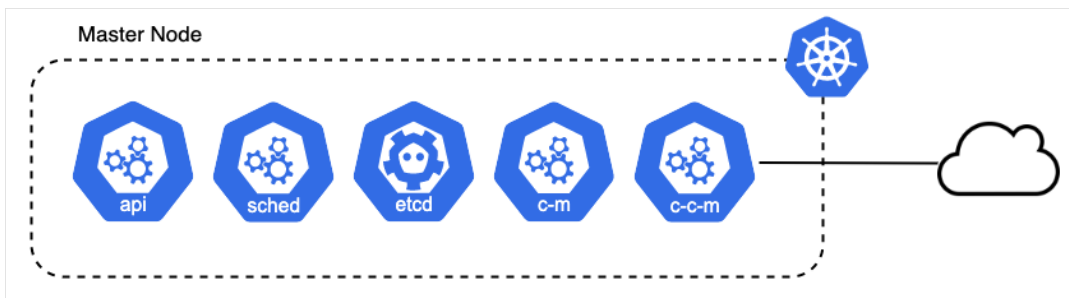 Master Node
api
sched
etcd
c-m
c-c-m